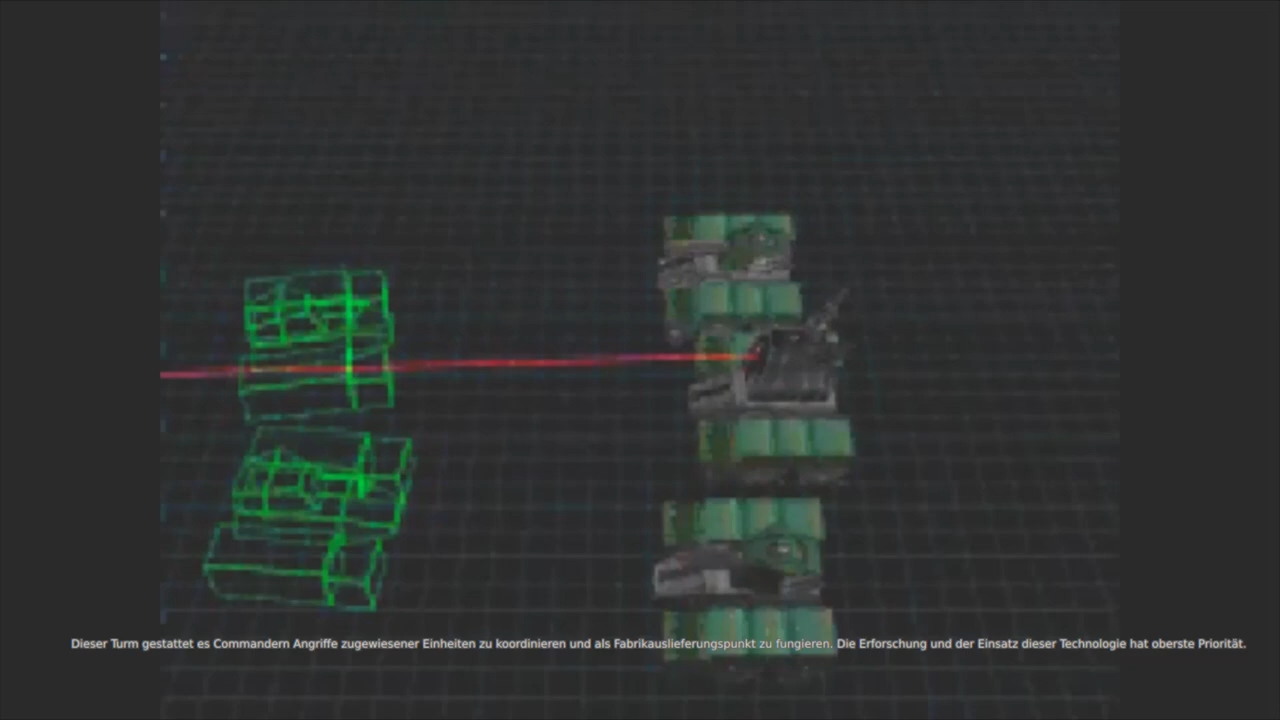 Dieser Turm gestattet es Commandern Angriffe zugewiesener Einheiten zu koordinieren und als Fabrikauslieferungspunkt zu fungieren. Die Erforschung und der Einsatz dieser Technologie hat oberste Priorität.